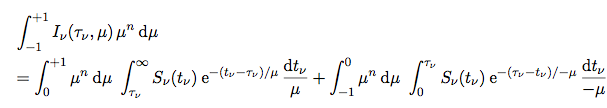 ∫_{-1}^{+1} I_ν(τ_ν, μ) μ^n dμ
= ∫_0^{+1} μ^n dμ ∫_{τ_ν}^∞ S_ν(t_ν) e^{-(t_ν-τ_ν)/μ} dt_ν/μ + ∫_{-1}^0 μ^n dμ ∫_0^{τ_ν} S_ν(t_ν) e^{-(τ_ν-t_ν)/-μ} dt_ν/-μ